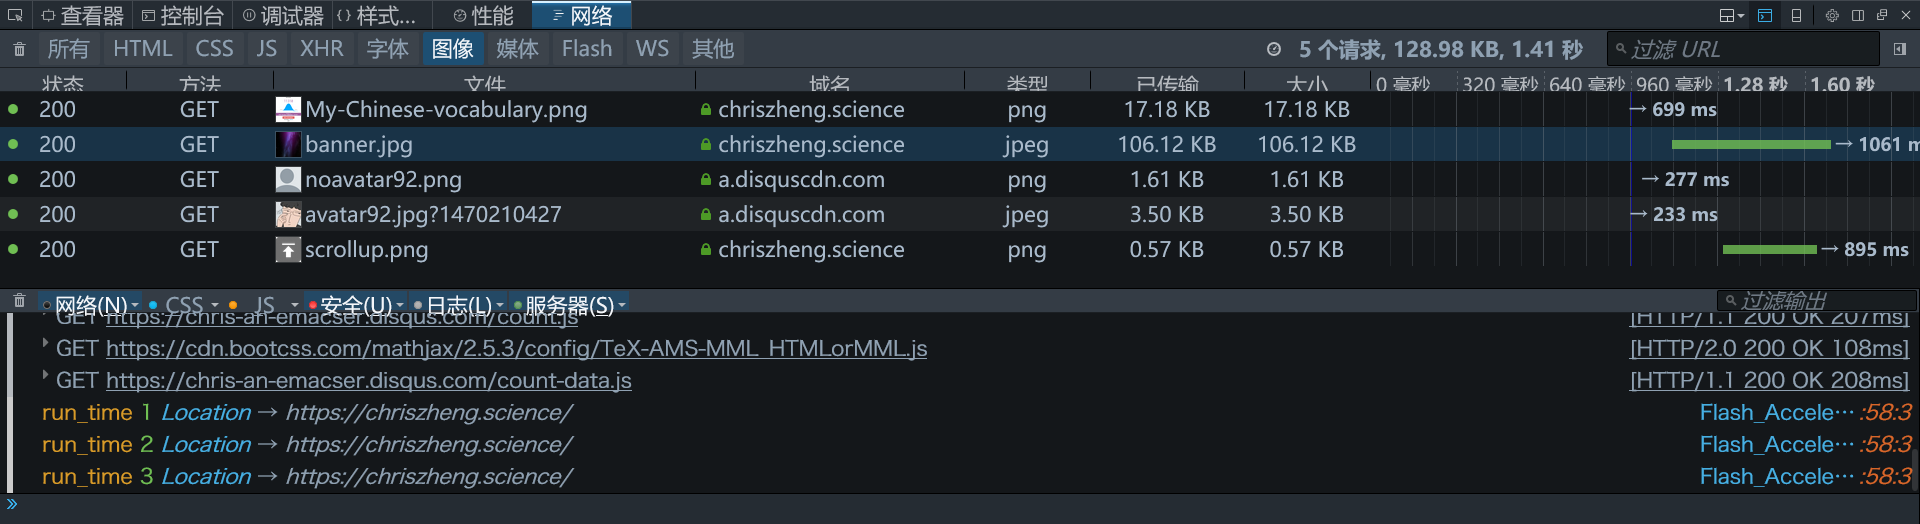 查看器 控制台 调试器 {} 样式… 性能 网络
所有 HTML CSS JS XHR 字体 图像 媒体 Flash WS 其他 5 个请求, 128.98 KB, 1.41 秒 过滤 URL
状态 方法 文件 域名 类型 已传输 大小 0 毫秒 320 毫秒 640 毫秒 960 毫秒 1.28 秒 1.60 秒
200 GET My-Chinese-vocabulary.png chriszheng.science png 17.18 KB 17.18 KB → 699 ms
200 GET banner.jpg chriszheng.science jpeg 106.12 KB 106.12 KB → 1061 m
200 GET noavatar92.png a.disquscdn.com png 1.61 KB 1.61 KB → 277 ms
200 GET avatar92.jpg?1470210427 a.disquscdn.com jpeg 3.50 KB 3.50 KB → 233 ms
200 GET scrollup.png chriszheng.science png 0.57 KB 0.57 KB → 895 ms
网络(N) CSS JS 安全(U) 日志(L) 服务器(S) 过滤输出
GET https://chris-an-emacser.disqus.com/count.js [HTTP/1.1 200 OK 207ms]
GET https://cdn.bootcss.com/mathjax/2.5.3/config/TeX-AMS-MML_HTMLorMML.js [HTTP/2.0 200 OK 108ms]
GET https://chris-an-emacser.disqus.com/count-data.js [HTTP/1.1 200 OK 208ms]
run_time 1 Location → https://chriszheng.science/ Flash_Accele… :58:3
run_time 2 Location → https://chriszheng.science/ Flash_Accele… :58:3
run_time 3 Location → https://chriszheng.science/ Flash_Accele… :58:3
»